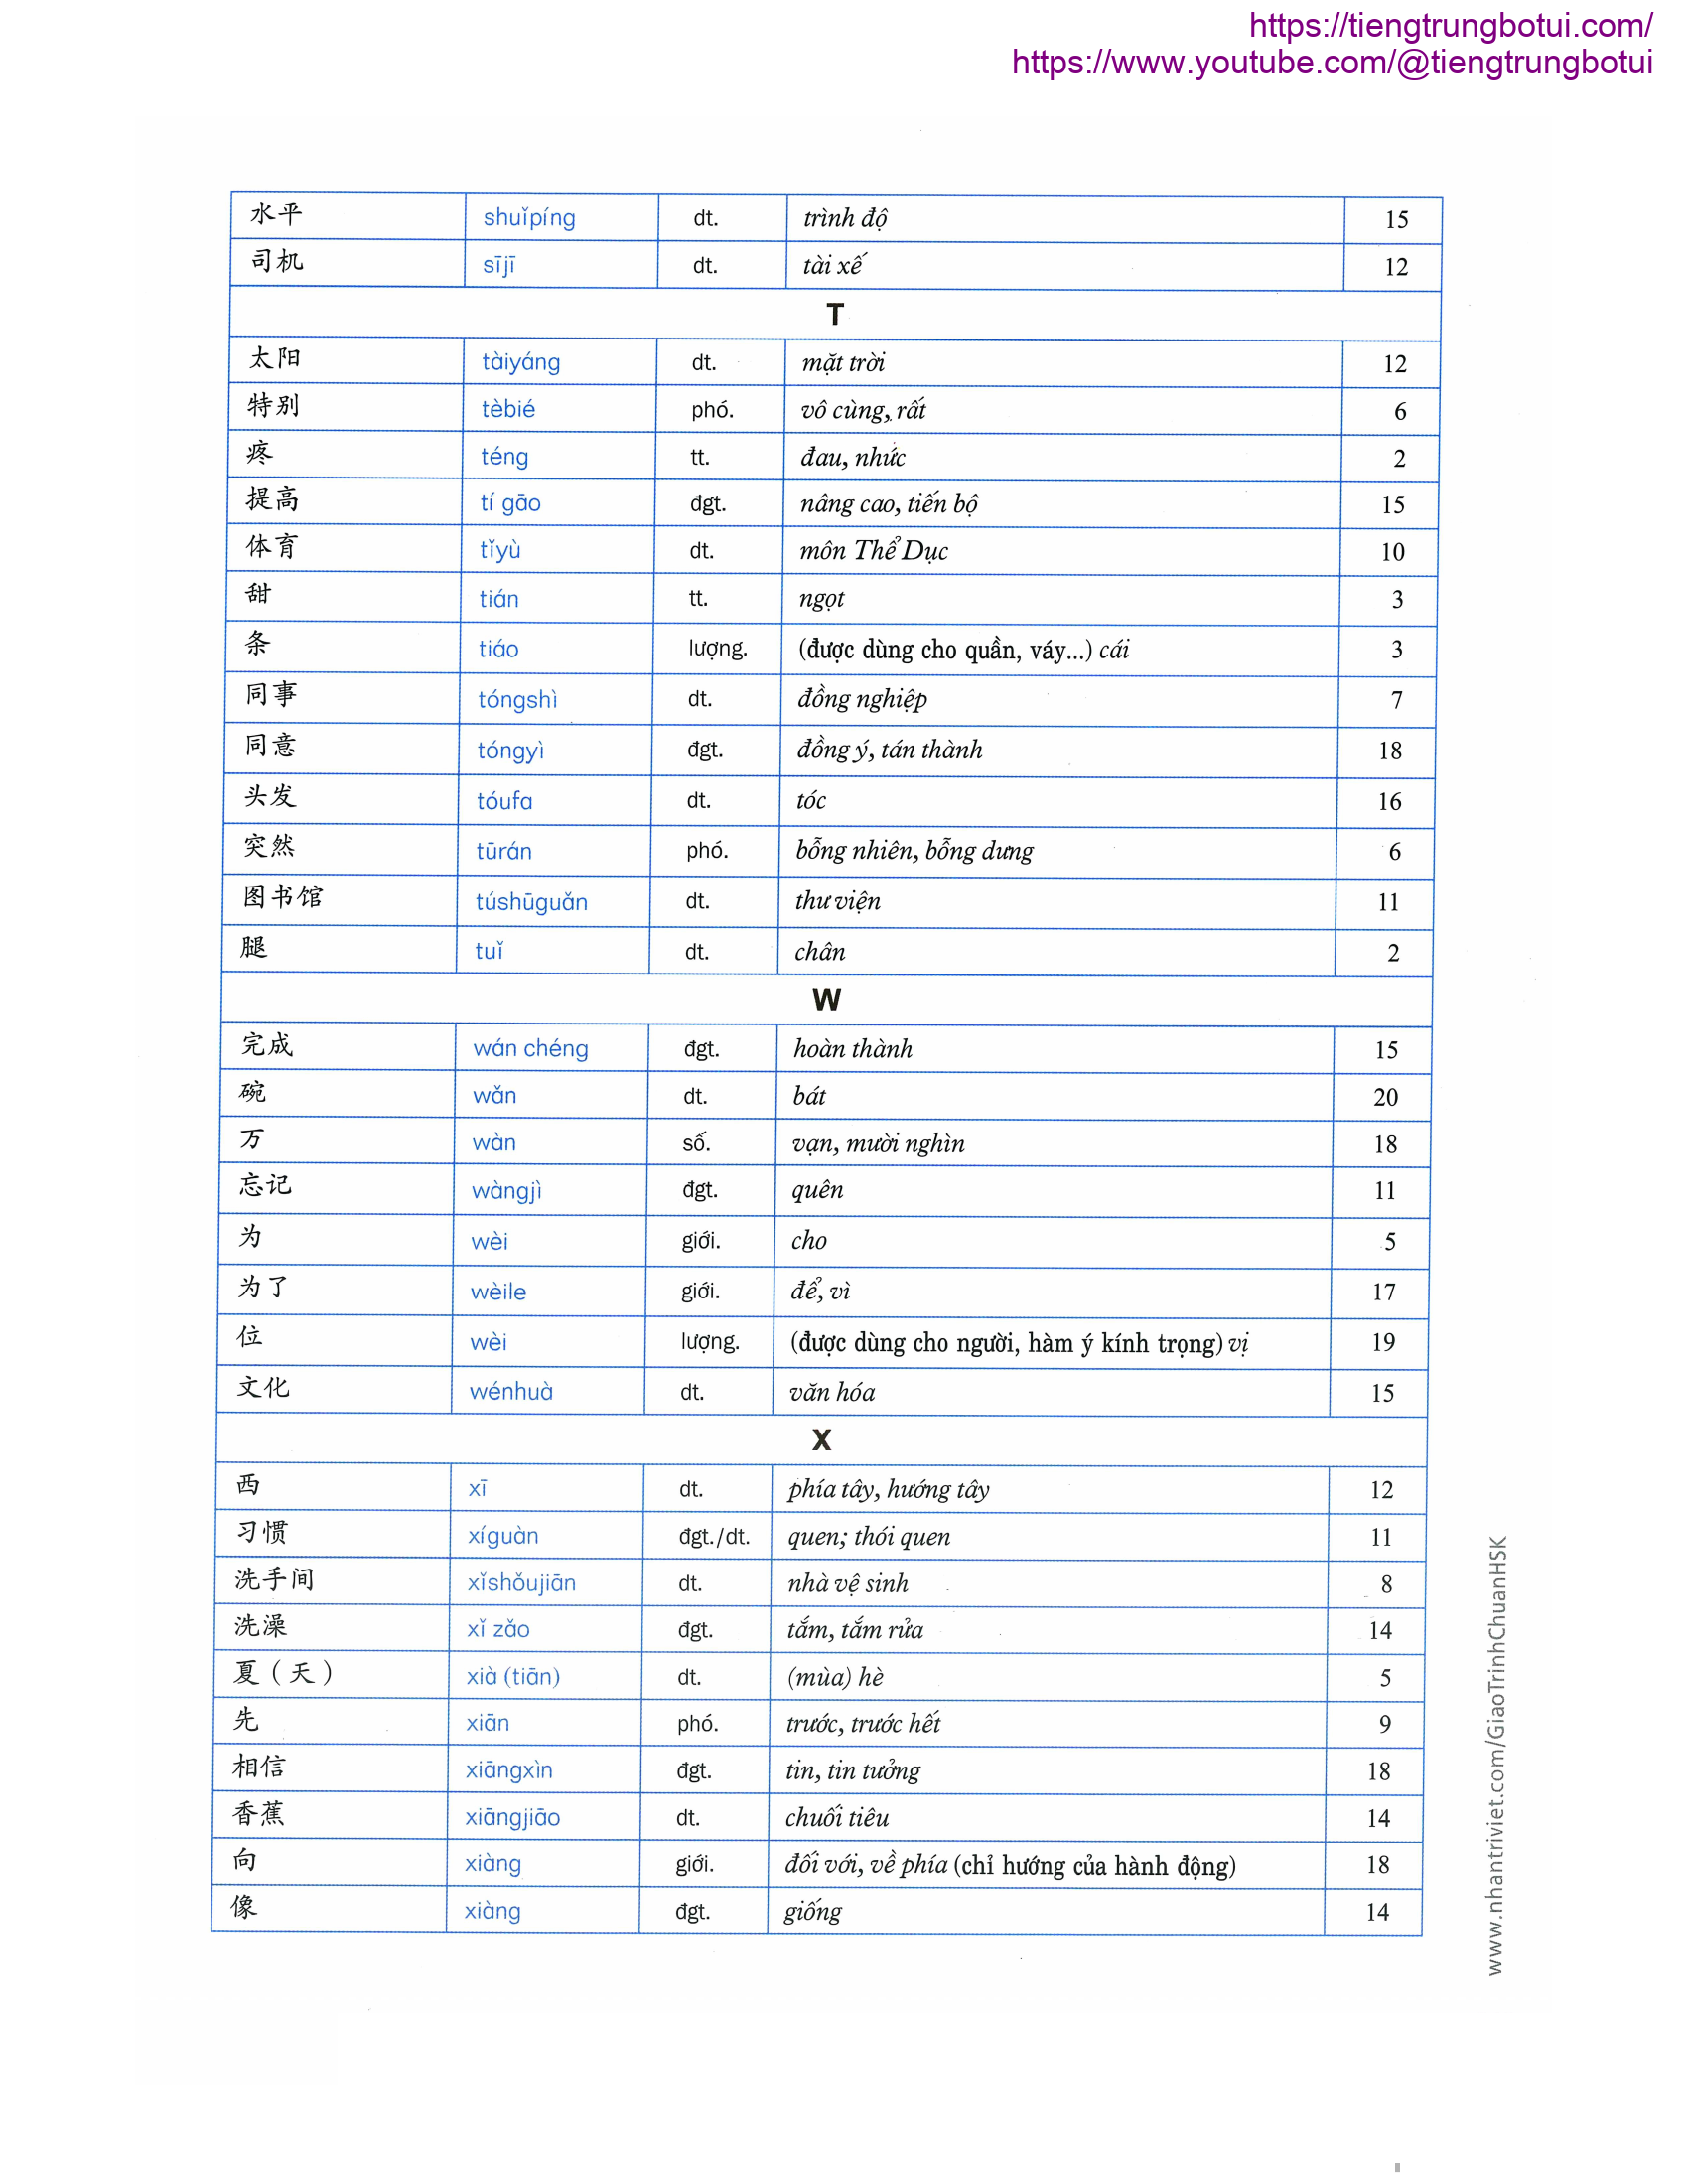 https://tiengtrungbotui.com/
https://www.youtube.com/@tiengtrungbotui
水平 shuǐpíng dt. trình độ 15
司机 sījī dt. tài xế 12
T
太阳 tàiyáng dt. mặt trời 12
特别 tèbié phó. vô cùng, rất 6
疼 téng tt. đau, nhức 2
提高 tí gāo đgt. nâng cao, tiến bộ 15
体育 tǐyù dt. môn Thể Dục 10
甜 tián tt. ngọt 3
条 tiáo lượng. (được dùng cho quần, váy...) cái 3
同事 tóngshì dt. đồng nghiệp 7
同意 tóngyì đgt. đồng ý, tán thành 18
头发 tóufa dt. tóc 16
突然 tūrán phó. bỗng nhiên, bỗng dưng 6
图书馆 túshūguǎn dt. thư viện 11
腿 tuǐ dt. chân 2
W
完成 wán chéng đgt. hoàn thành 15
碗 wǎn dt. bát 20
万 wàn số. vạn, mười nghìn 18
忘记 wàngjì đgt. quên 11
为 wèi giới. cho 5
为了 wèile giới. để, vì 17
位 wèi lượng. (được dùng cho người, hàm ý kính trọng) vị 19
文化 wénhuà dt. văn hóa 15
X
西 xī dt. phía tây, hướng tây 12
习惯 xíguàn đgt./dt. quen; thói quen 11
洗手间 xǐshǒujiān dt. nhà vệ sinh 8
洗澡 xǐ zǎo đgt. tắm, tắm rửa 14
夏（天） xià (tiān) dt. (mùa) hè 5
先 xiān phó. trước, trước hết 9
相信 xiāngxìn đgt. tin, tin tưởng 18
香蕉 xiāngjiāo dt. chuối tiêu 14
向 xiàng giới. đối với, về phía (chỉ hướng của hành động) 18
像 xiàng đgt. giống 14
www.nhantriviet.com/GiaoTrinhChuanHSK